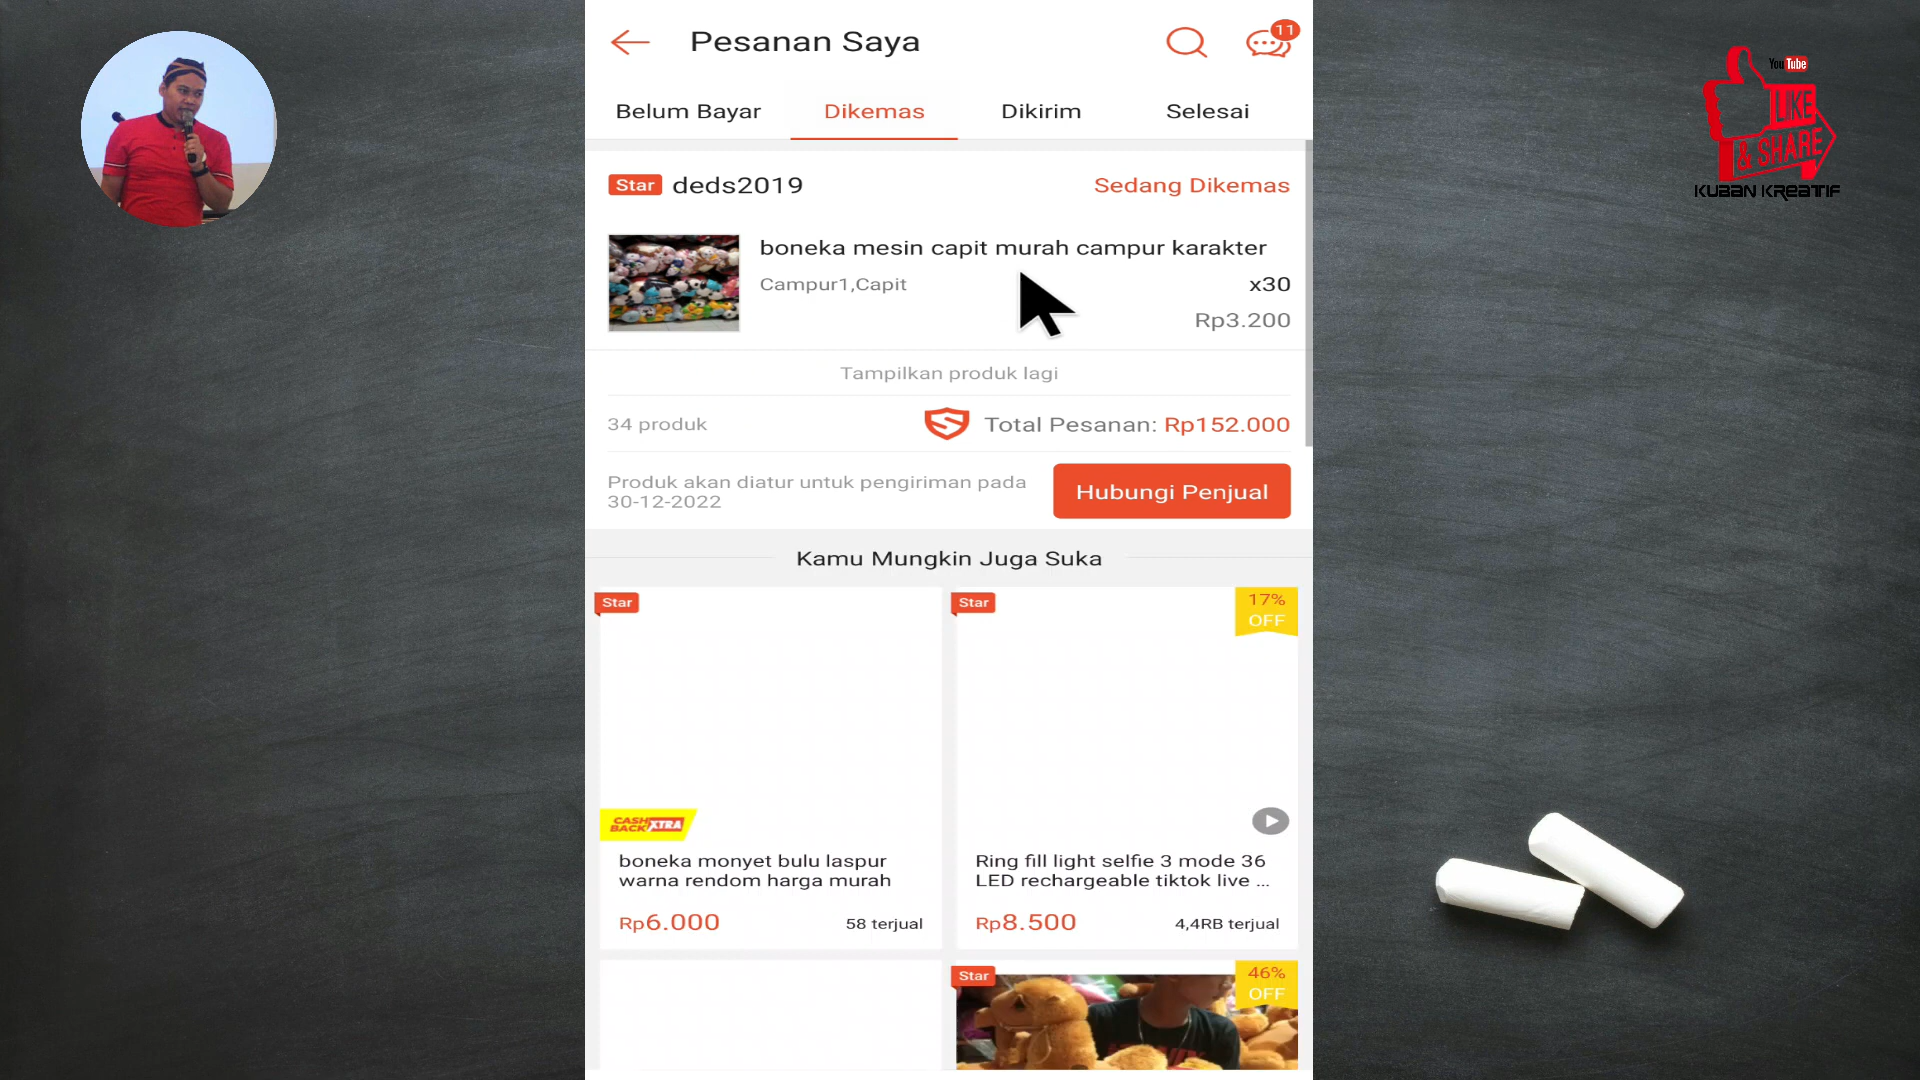 Pesanan Saya
11
Belum Bayar
Dikemas
Dikirim
Selesai
Star
deds2019
Sedang Dikemas
boneka mesin capit murah campur karakter
Campur1,Capit
x30
Rp3.200
Tampilkan produk lagi
34 produk
Total Pesanan: Rp152.000
Produk akan diatur untuk pengiriman pada
30-12-2022
Hubungi Penjual
Kamu Mungkin Juga Suka
Star
CASH
BACK XTRA
boneka monyet bulu laspur
warna rendom harga murah
Rp6.000
58 terjual
Star
17%
OFF
Ring fill light selfie 3 mode 36
LED rechargeable tiktok live ...
Rp8.500
4,4RB terjual
Star
46%
OFF
YouTube
LIKE
& SHARE
KUBAN KREATIF